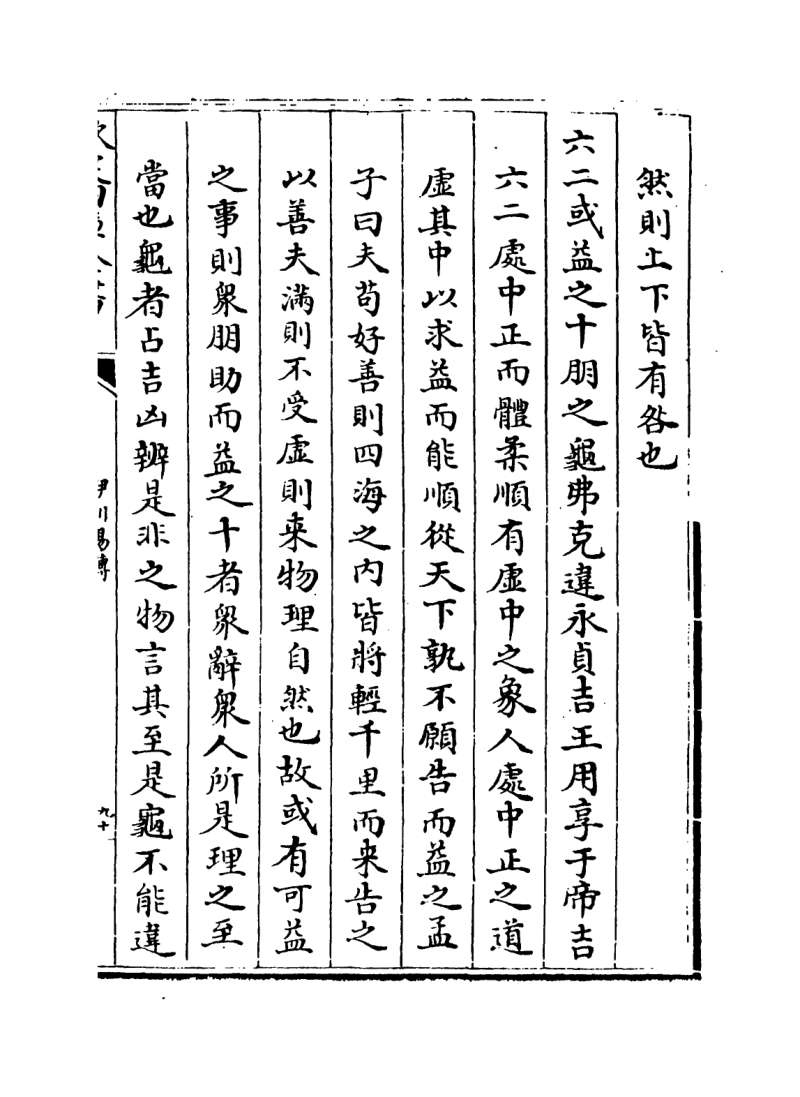 然則上下皆有咎也
六二或益之十朋之龜弗克違永貞吉王用享于帝吉
六二處中正而體柔順有虛中之象人處中正之道
虛其中以求益而能順從天下孰不願告而益之孟
子曰夫苟好善則四海之內皆將輕千里而来告之
以善夫滿則不受虛則来物理自然也故或有可益
之事則衆朋助而益之十者衆辭衆人所是理之至
當也龜者占吉凶辨是非之物言其至是龜不能違
伊川易傳
九十